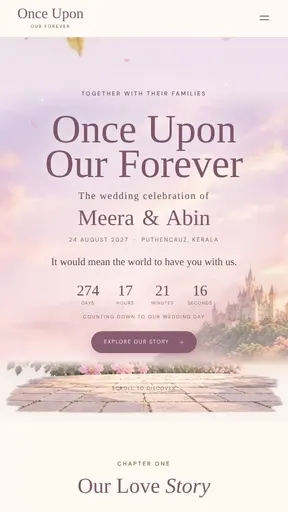 Once Upon
OUR FOREVER
TOGETHER WITH THEIR FAMILIES
Once Upon
Our Forever
The wedding celebration of
Meera & Abin
24 AUGUST 2027 · PUTHENCRUZ, KERALA
It would mean the world to have you with us.
274 17 21 16
DAYS HOURS MINUTES SECONDS
COUNTING DOWN TO OUR WEDDING DAY
EXPLORE OUR STORY →
SCROLL TO DISCOVER
CHAPTER ONE
Our Love Story